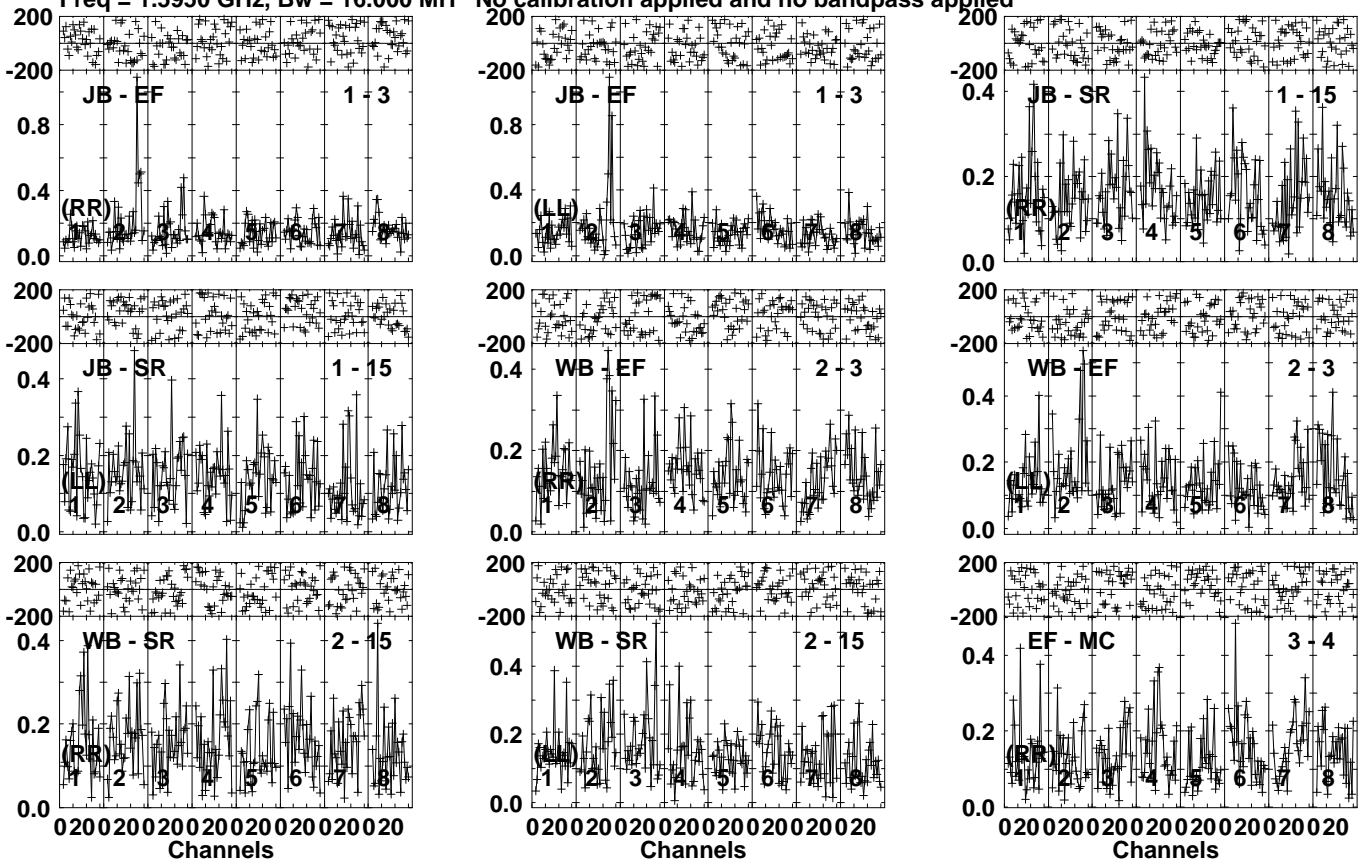 Freq = 1.5950 GHz, Bw = 16.000 MH No calibration applied and no bandpass applied
200 200 200
-200 -200 -200
JB - EF 1 - 3 JB - EF 1 - 3 JB - SR 1 - 15
0.8 0.8 0.4
0.4 0.4 0.2
(RR) (LL) (RR)
1 2 3 4 5 6 7 8 1 2 3 4 5 6 7 8 1 2 3 4 5 6 7 8
0.0 0.0 0.0
200 200 200
-200 -200 -200
JB - SR 1 - 15 WB - EF 2 - 3 WB - EF 2 - 3
0.4 0.4 0.4
0.2 0.2 0.2
(LL) (RR) (LL)
1 2 3 4 5 6 7 8 1 2 3 4 5 6 7 8 1 2 3 4 5 6 7 8
0.0 0.0 0.0
200 200 200
-200 -200 -200
WB - SR 2 - 15 WB - SR 2 - 15 EF - MC 3 - 4
0.4 0.4 0.4
0.2 0.2 0.2
(RR) (LL) (RR)
1 2 3 4 5 6 7 8 1 2 3 4 5 6 7 8 1 2 3 4 5 6 7 8
0.0 0.0 0.0
020020020020020020020020 020020020020020020020020 020020020020020020020020
Channels Channels Channels